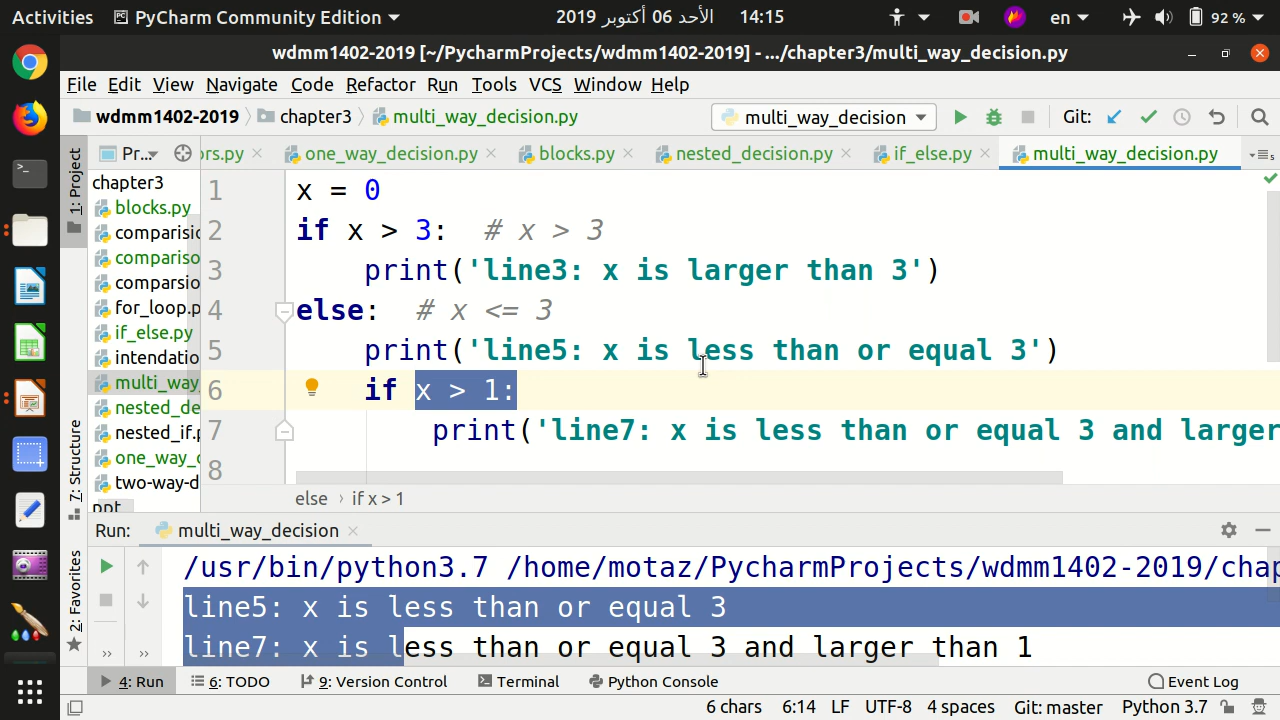 Activities PyCharm Community Edition الأحد 06 أكتوبر 2019 14:15 en 92 %
wdmm1402-2019 [~/PycharmProjects/wdmm1402-2019] - .../chapter3/multi_way_decision.py
File Edit View Navigate Code Refactor Run Tools VCS Window Help
wdmm1402-2019 chapter3 multi_way_decision.py multi_way_decision Git:
1: Project
Pr... rs.py one_way_decision.py blocks.py nested_decision.py if_else.py multi_way_decision.py
chapter3
blocks.py
comparisio
compariso
comparsio
for_loop.p
if_else.py
intendatio
multi_way
nested_de
nested_if.p
one_way_
two-way-d
ppt
7: Structure
2: Favorites
1 x = 0
2 if x > 3: # x > 3
3 print('line3: x is larger than 3')
4 else: # x <= 3
5 print('line5: x is less than or equal 3')
6 if x > 1:
7 print('line7: x is less than or equal 3 and larger
8
else › if x > 1
Run: multi_way_decision
/usr/bin/python3.7 /home/motaz/PycharmProjects/wdmm1402-2019/chap
line5: x is less than or equal 3
line7: x is less than or equal 3 and larger than 1
4: Run 6: TODO 9: Version Control Terminal Python Console Event Log
6 chars 6:14 LF UTF-8 4 spaces Git: master Python 3.7